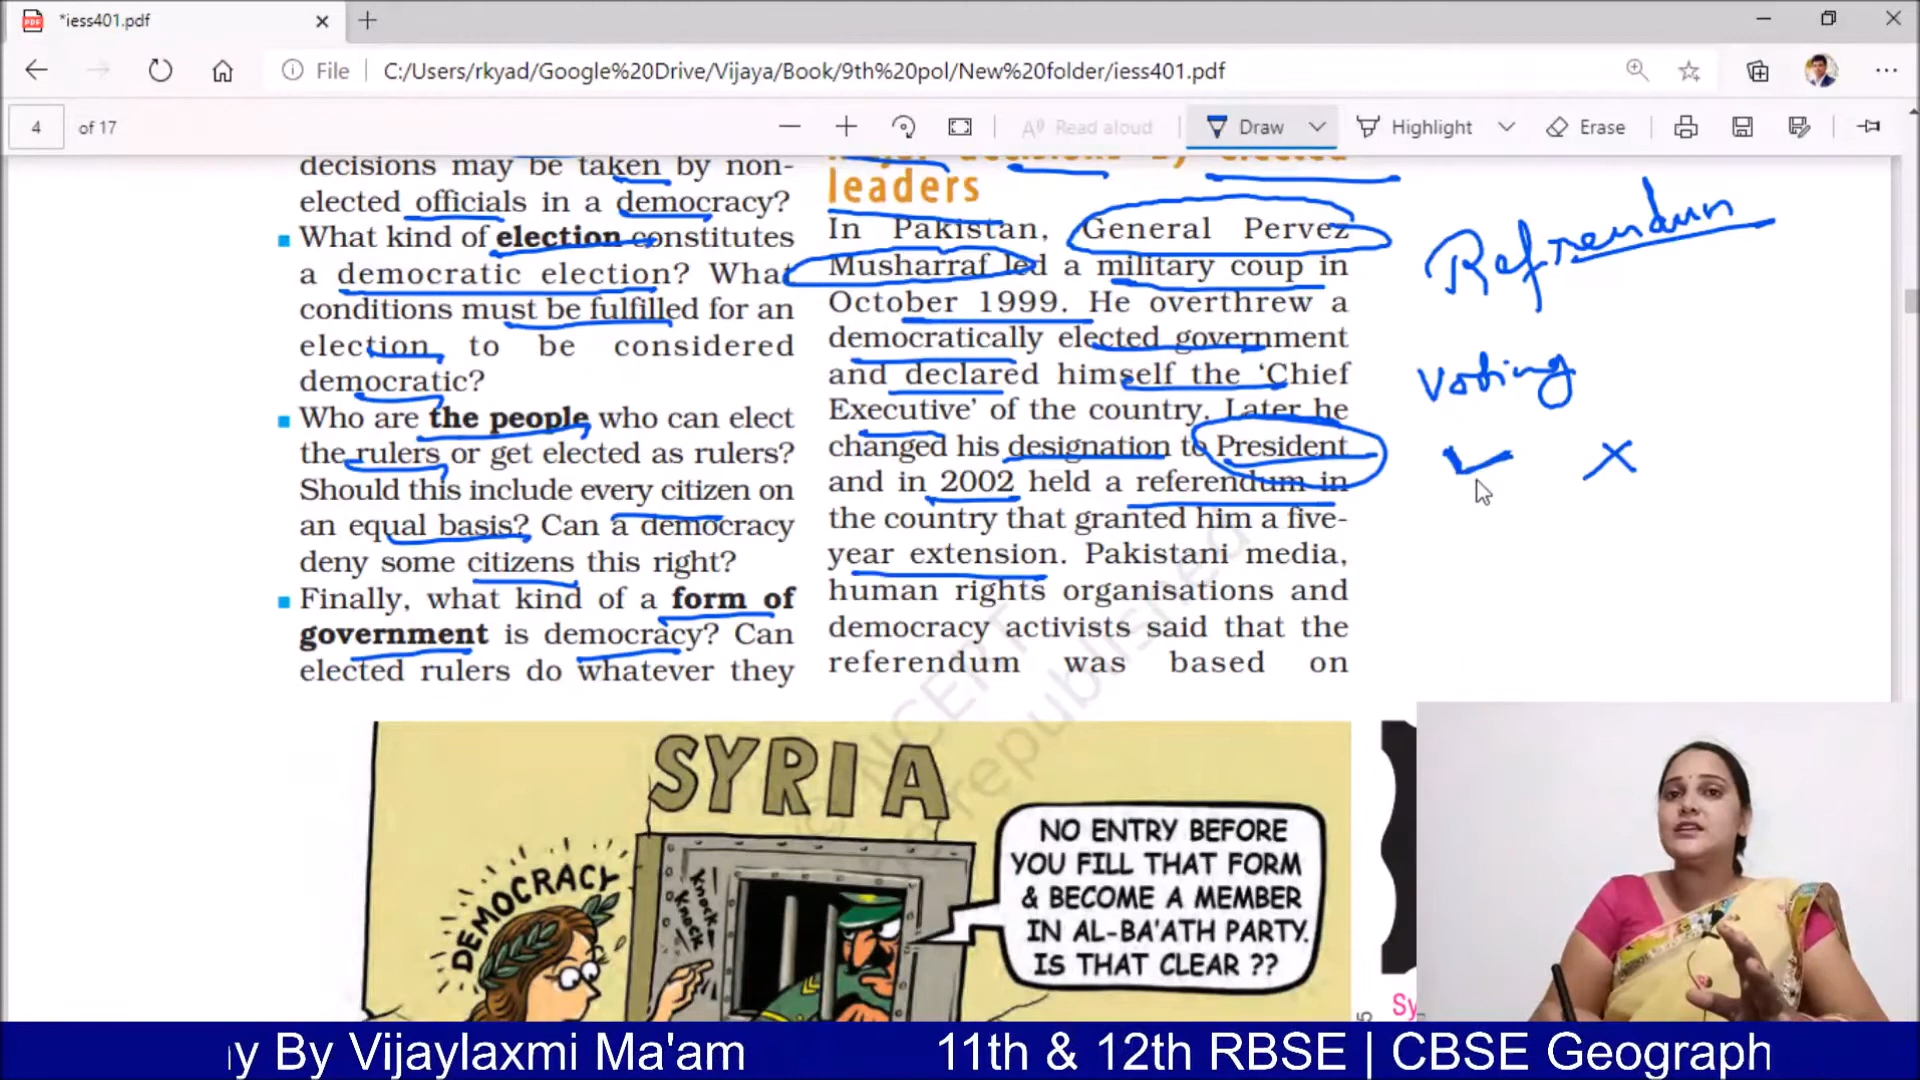 *iess401.pdf
File
C:/Users/rkyad/Google%20Drive/Vijaya/Book/9th%20pol/New%20folder/iess401.pdf
4 of 17
Read aloud
Draw
Highlight
Erase
decisions may be taken by non-
elected officials in a democracy?
What kind of election constitutes
a democratic election? What
conditions must be fulfilled for an
election to be considered
democratic?
Who are the people who can elect
the rulers or get elected as rulers?
Should this include every citizen on
an equal basis? Can a democracy
deny some citizens this right?
Finally, what kind of a form of
government is democracy? Can
elected rulers do whatever they
major decisions by elected
leaders
In Pakistan, General Pervez
Musharraf led a military coup in
October 1999. He overthrew a
democratically elected government
and declared himself the 'Chief
Executive' of the country. Later he
changed his designation to President
and in 2002 held a referendum in
the country that granted him a five-
year extension. Pakistani media,
human rights organisations and
democracy activists said that the
referendum was based on
Refrendum
Voting
SYRIA
DEMOCRACY
Knock
Knock
NO ENTRY BEFORE
YOU FILL THAT FORM
& BECOME A MEMBER
IN AL-BA'ATH PARTY.
IS THAT CLEAR ??
© NCERT
republished
Sy
y By Vijaylaxmi Ma'am
11th & 12th RBSE | CBSE Geograph